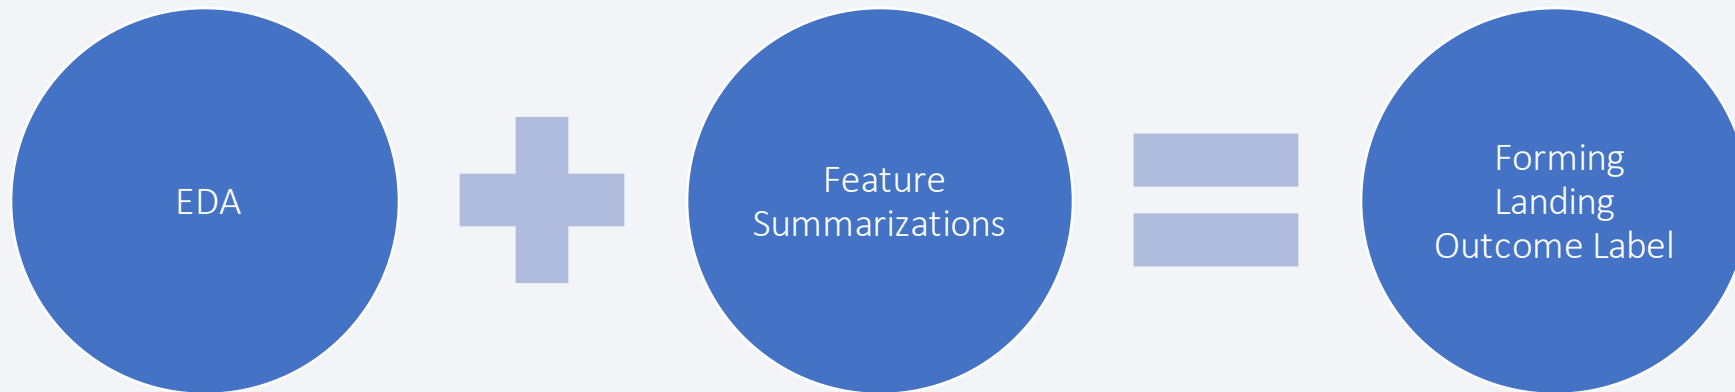 EDA
Feature
Summarizations
Forming
Landing
Outcome Label